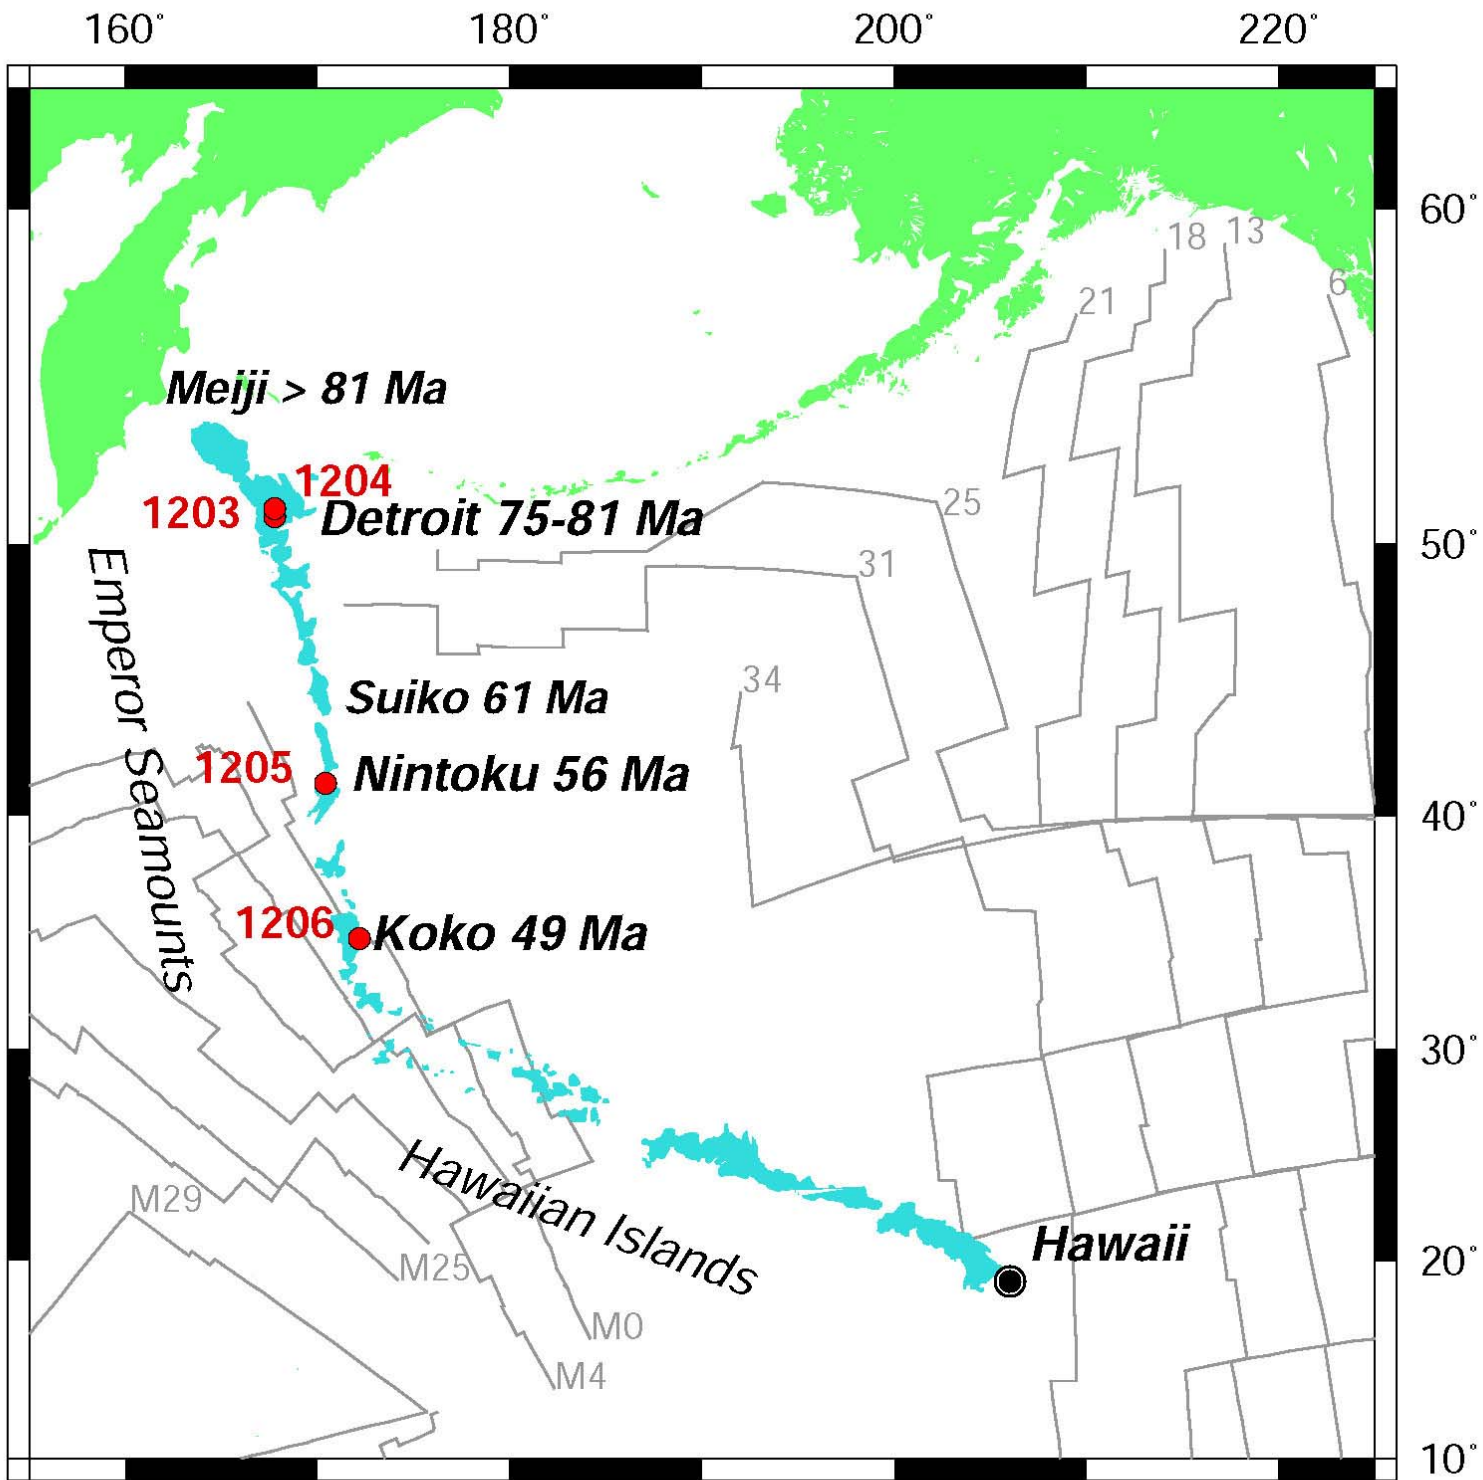 160°
180°
200°
220°
18
13
60°
6
21
Meiji > 81 Ma
1204
1203
Detroit 75-81 Ma
25
50°
31
Emperor Seamounts
34
Suiko 61 Ma
1205
Nintoku 56 Ma
40°
1206
Koko 49 Ma
30°
Hawaiian Islands
M29
Hawaii
M25
20°
M0
M4
10°